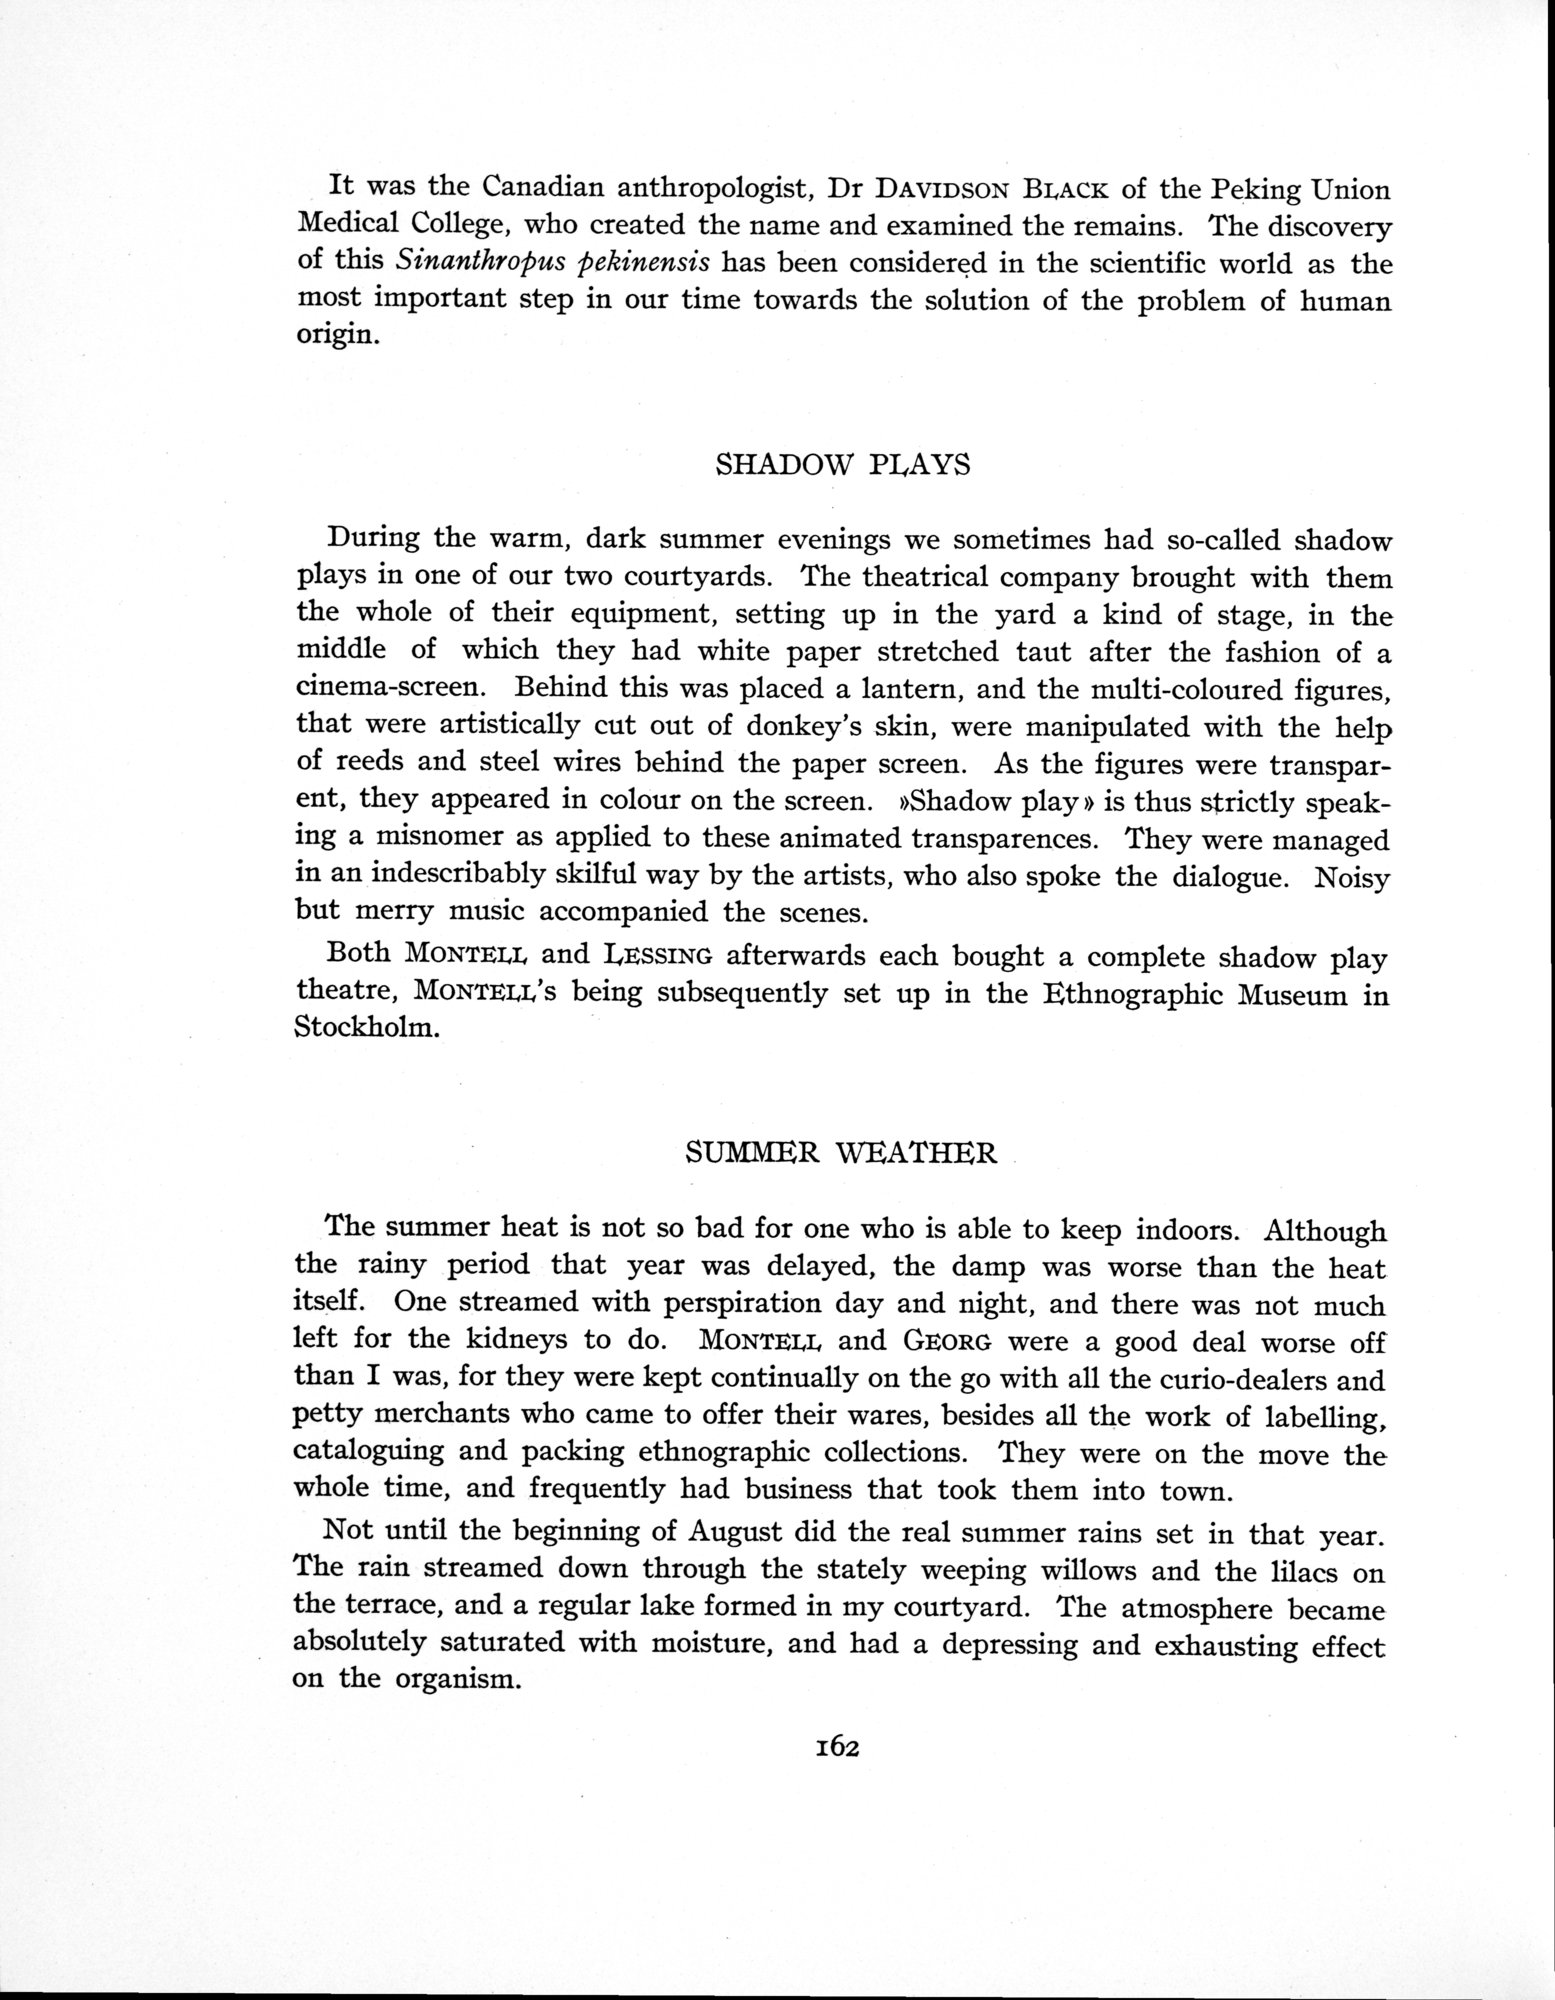 It was the Canadian anthropologist, Dr DAVIDSON BLACK of the Peking Union
Medical College, who created the name and examined the remains. The discovery
of this Sinanthropus pekinensis has been considered in the scientific world as the
most important step in our time towards the solution of the problem of human
origin.
SHADOW PLAYS
During the warm, dark summer evenings we sometimes had so-called shadow
plays in one of our two courtyards. The theatrical company brought with them
the whole of their equipment, setting up in the yard a kind of stage, in the
middle of which they had white paper stretched taut after the fashion of a
cinema-screen. Behind this was placed a lantern, and the multi-coloured figures,
that were artistically cut out of donkey's skin, were manipulated with the help
of reeds and steel wires behind the paper screen. As the figures were transpar-
ent, they appeared in colour on the screen. »Shadow play» is thus strictly speak-
ing a misnomer as applied to these animated transparences. They were managed
in an indescribably skilful way by the artists, who also spoke the dialogue. Noisy
but merry music accompanied the scenes.
Both MONTELL and LESSING afterwards each bought a complete shadow play
theatre, MONTELL's being subsequently set up in the Ethnographic Museum in
Stockholm.
SUMMER WEATHER
The summer heat is not so bad for one who is able to keep indoors. Although
the rainy period that year was delayed, the damp was worse than the heat
itself. One streamed with perspiration day and night, and there was not much
left for the kidneys to do. MONTELL and GEORG were a good deal worse off
than I was, for they were kept continually on the go with all the curio-dealers and
petty merchants who came to offer their wares, besides all the work of labelling,
cataloguing and packing ethnographic collections. They were on the move the
whole time, and frequently had business that took them into town.
Not until the beginning of August did the real summer rains set in that year.
The rain streamed down through the stately weeping willows and the lilacs on
the terrace, and a regular lake formed in my courtyard. The atmosphere became
absolutely saturated with moisture, and had a depressing and exhausting effect
on the organism.
162